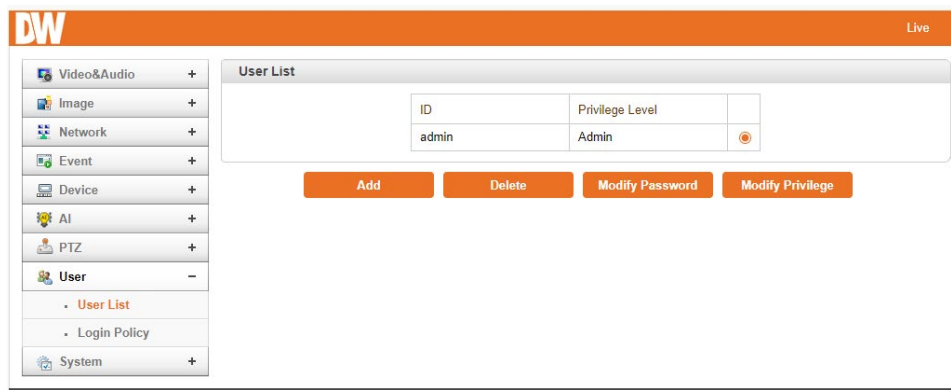 DW
Live
Video&Audio +
Image +
Network +
Event +
Device +
AI +
PTZ +
User −
User List
Login Policy
System +
User List
ID Privilege Level
admin Admin
Add Delete Modify Password Modify Privilege